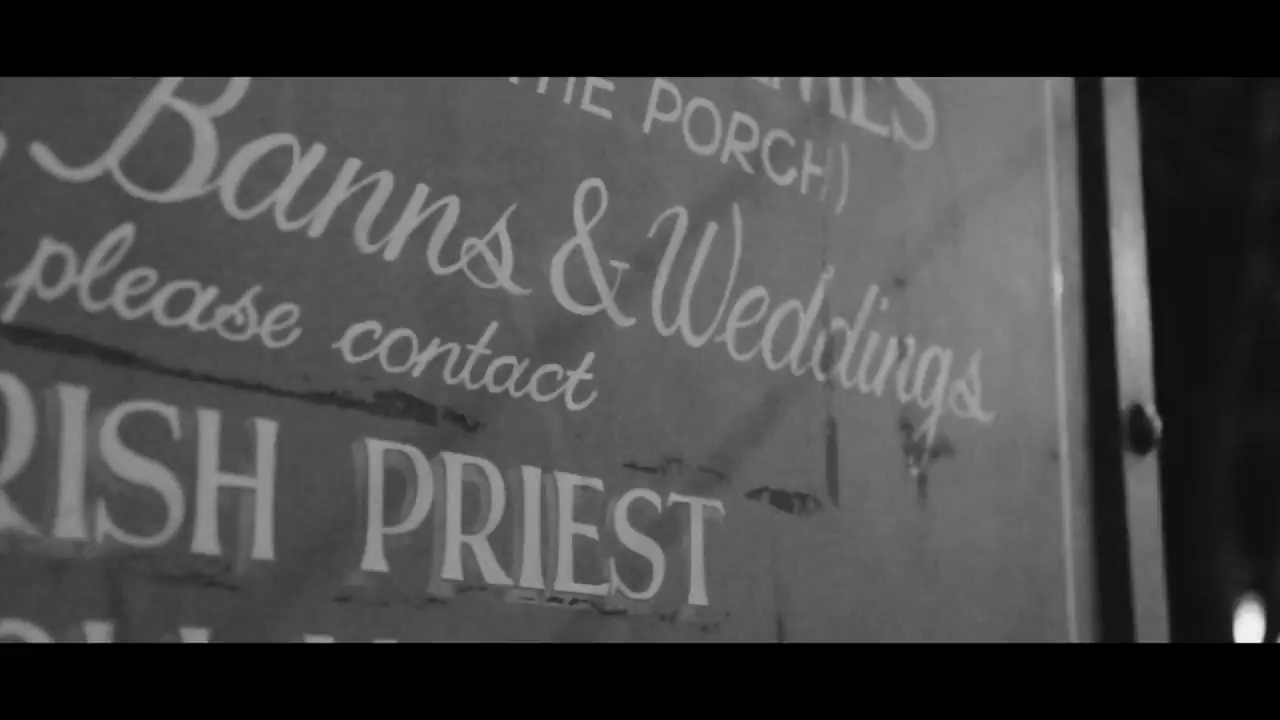 THE PORCH)
Banns & Weddings
please contact
RISH PRIEST